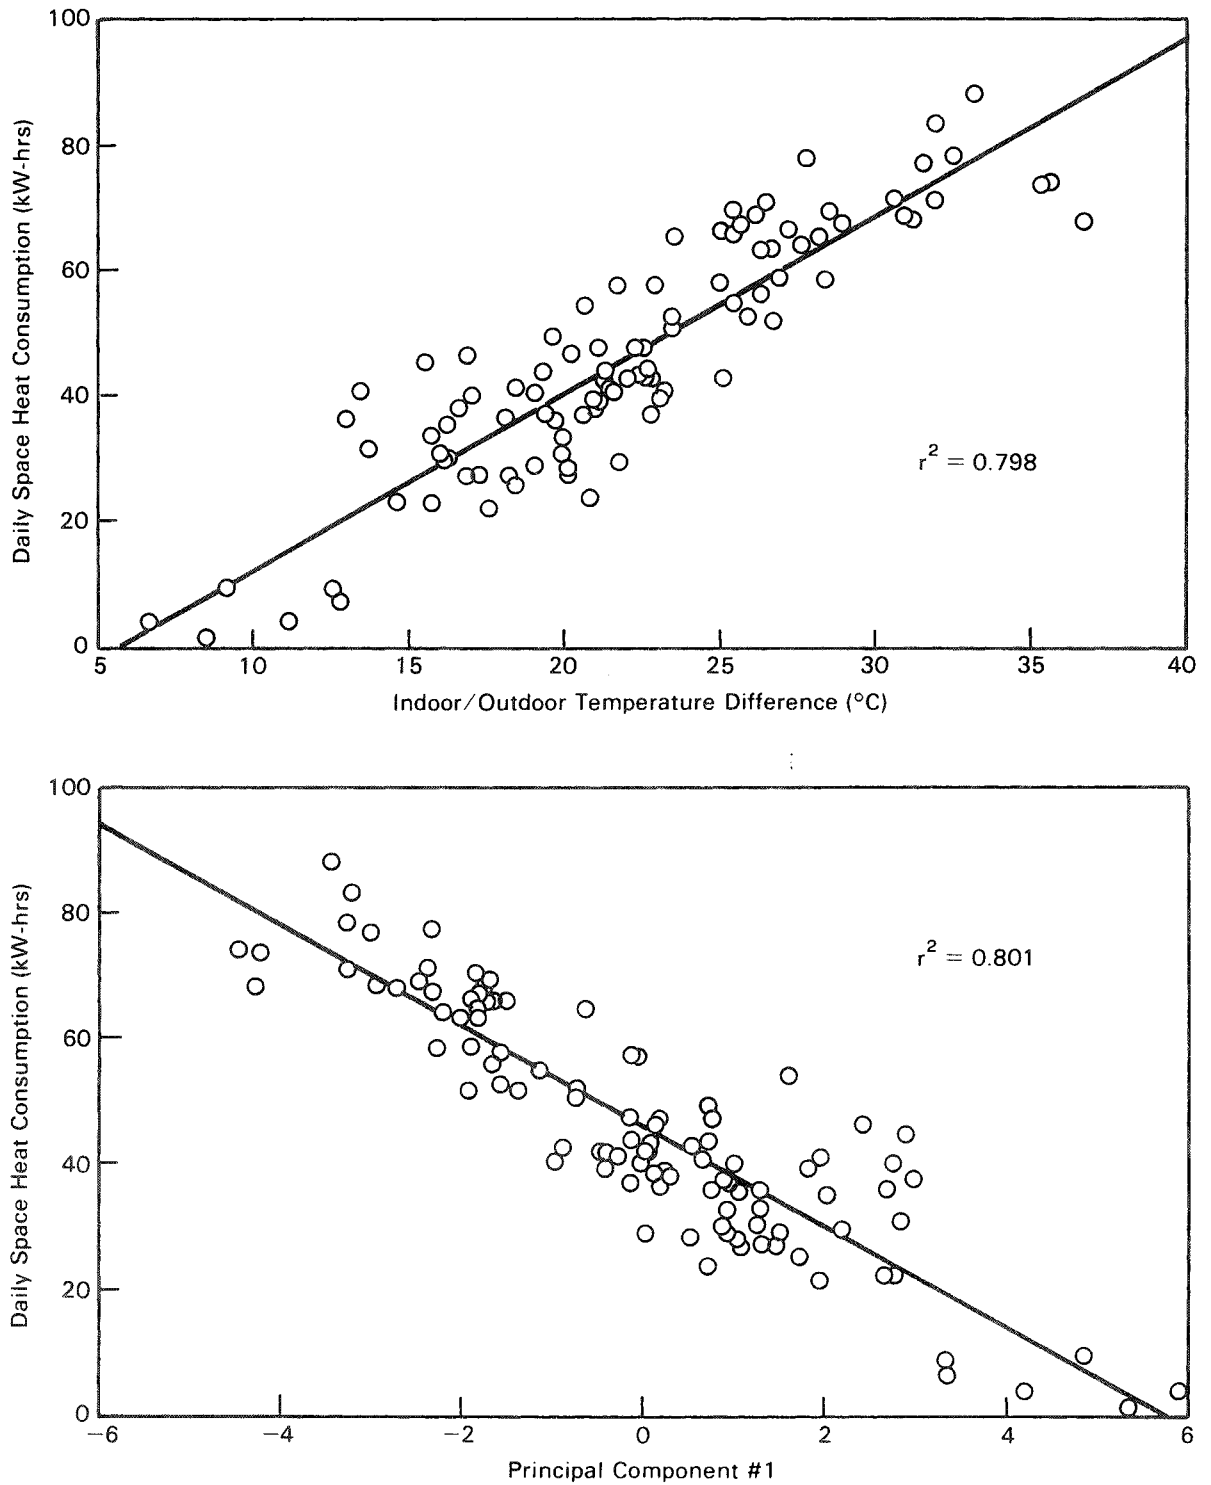 100
80
60
40
20
0
Daily Space Heat Consumption (kW-hrs)
r² = 0.798
5 10 15 20 25 30 35 40
Indoor/Outdoor Temperature Difference (°C)
100
80
60
40
20
0
Daily Space Heat Consumption (kW-hrs)
r² = 0.801
−6 −4 −2 0 2 4 6
Principal Component #1